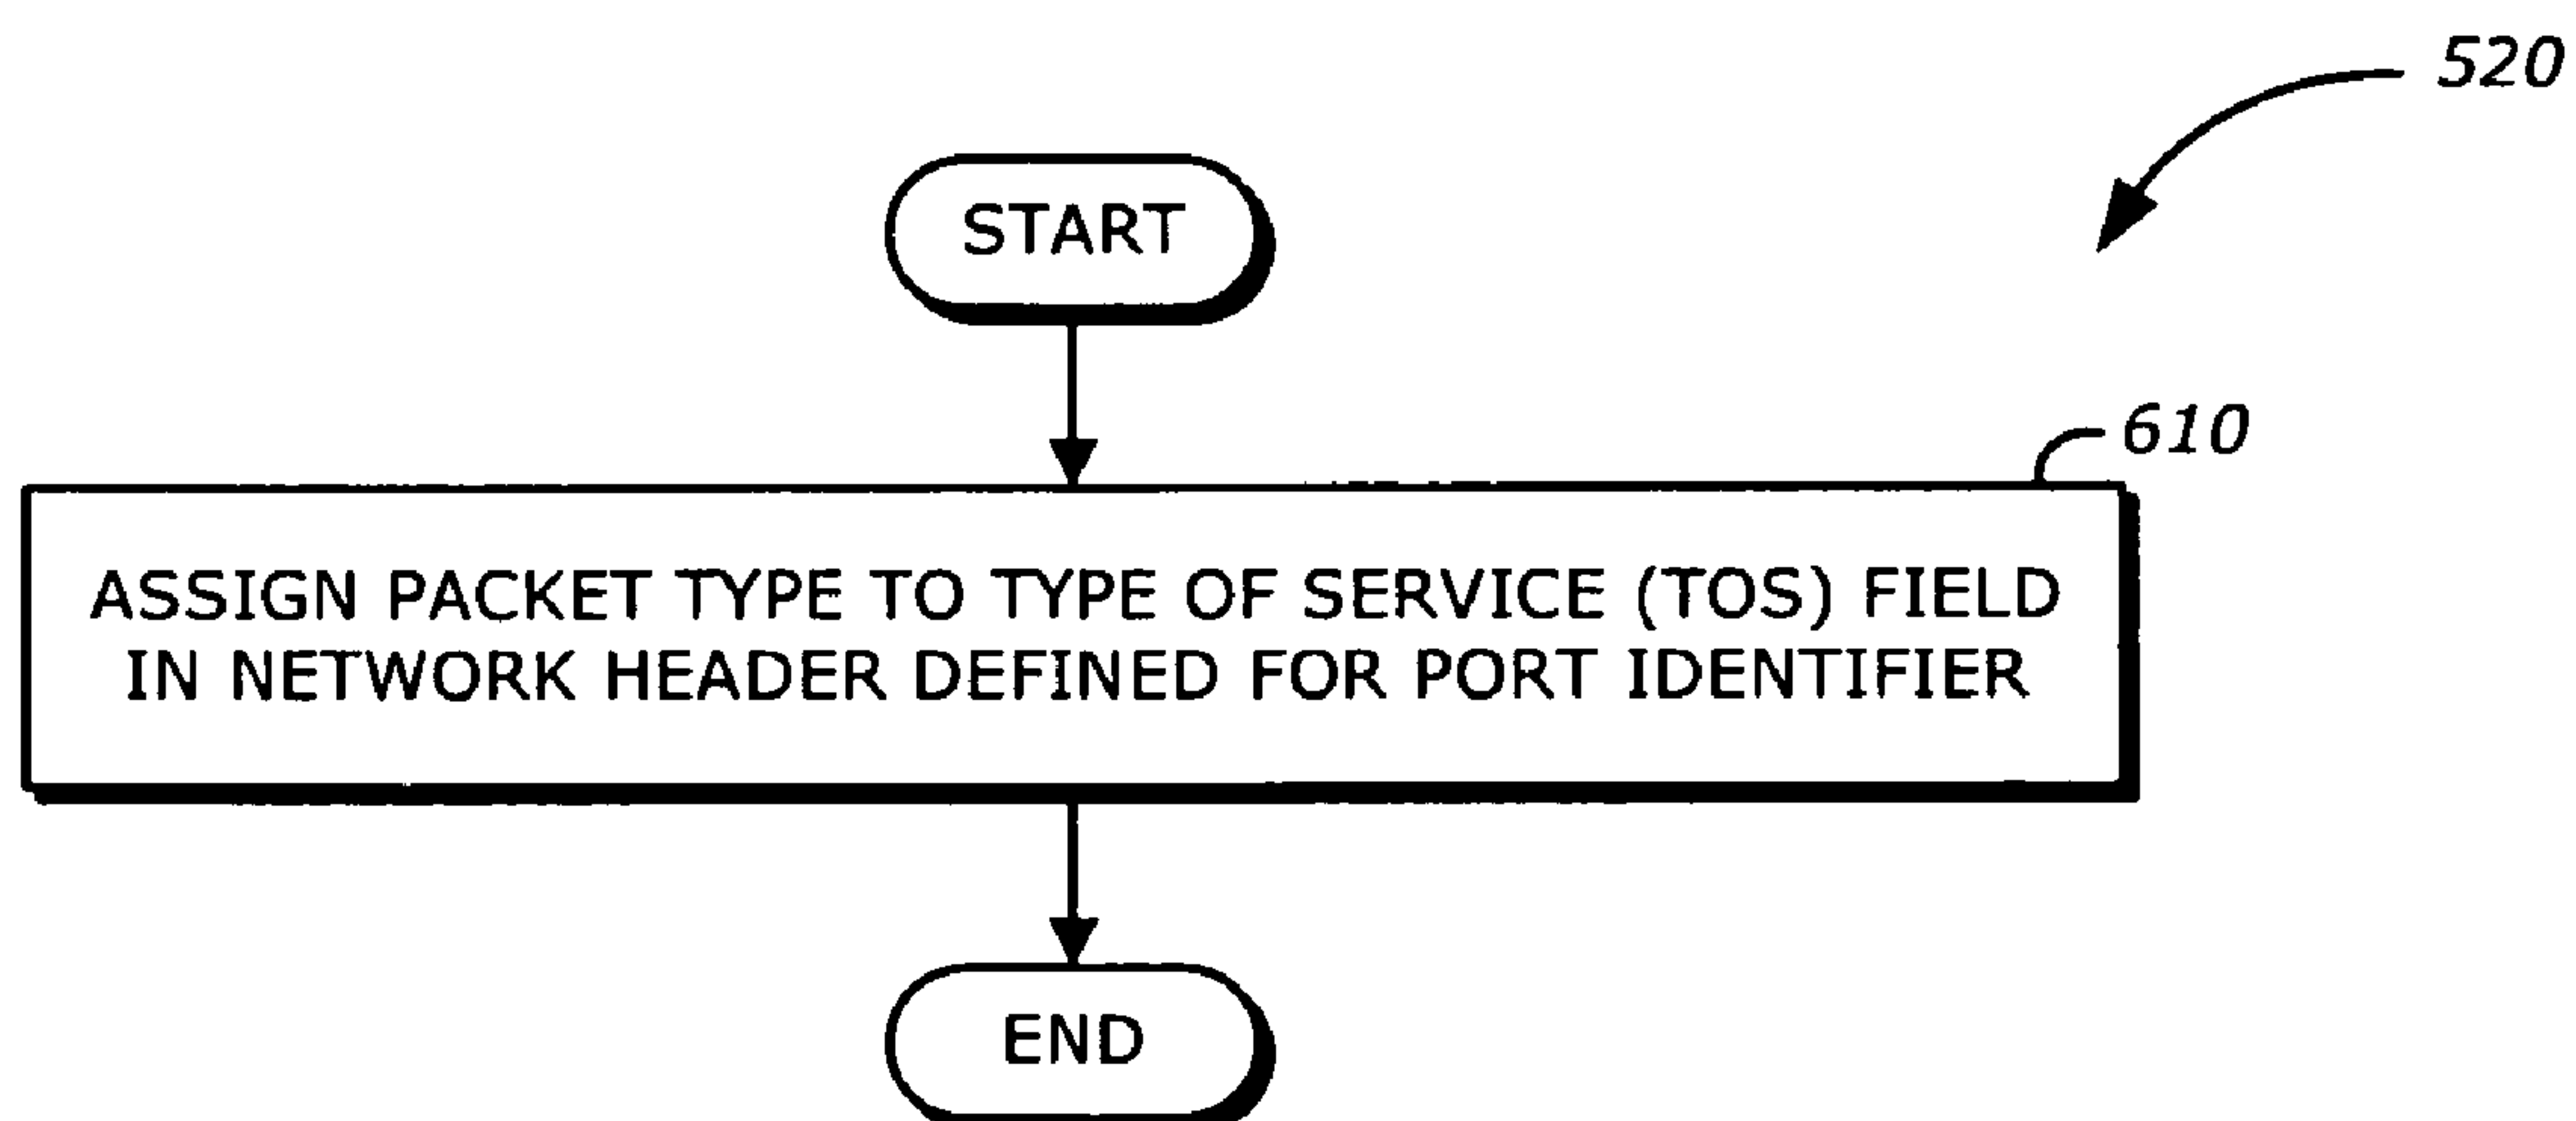 520
START
610
ASSIGN PACKET TYPE TO TYPE OF SERVICE (TOS) FIELD
IN NETWORK HEADER DEFINED FOR PORT IDENTIFIER
END